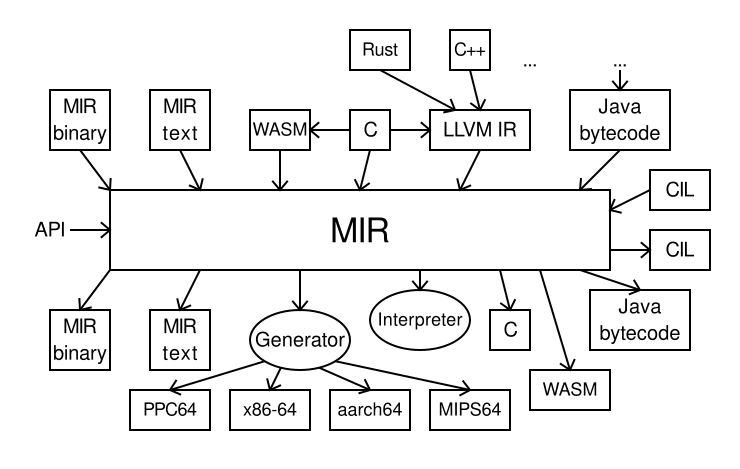 Rust
C++
...
...
MIR
binary
MIR
text
WASM
C
LLVM IR
Java
bytecode
CIL
API
MIR
CIL
MIR
binary
MIR
text
Generator
Interpreter
C
Java
bytecode
WASM
PPC64
x86-64
aarch64
MIPS64